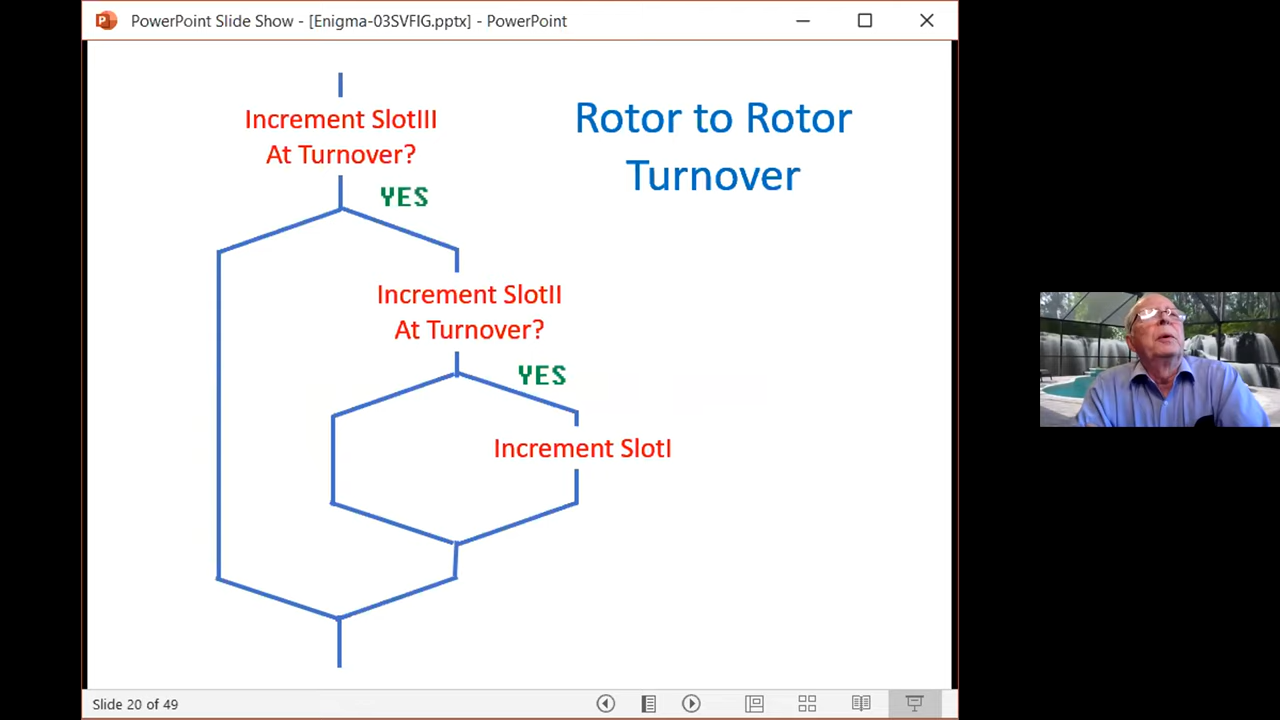 PowerPoint Slide Show - [Enigma-03SVFIG.pptx] - PowerPoint
Rotor to Rotor
Turnover
Increment SlotIII
At Turnover?
YES
Increment SlotII
At Turnover?
YES
Increment SlotI
Slide 20 of 49